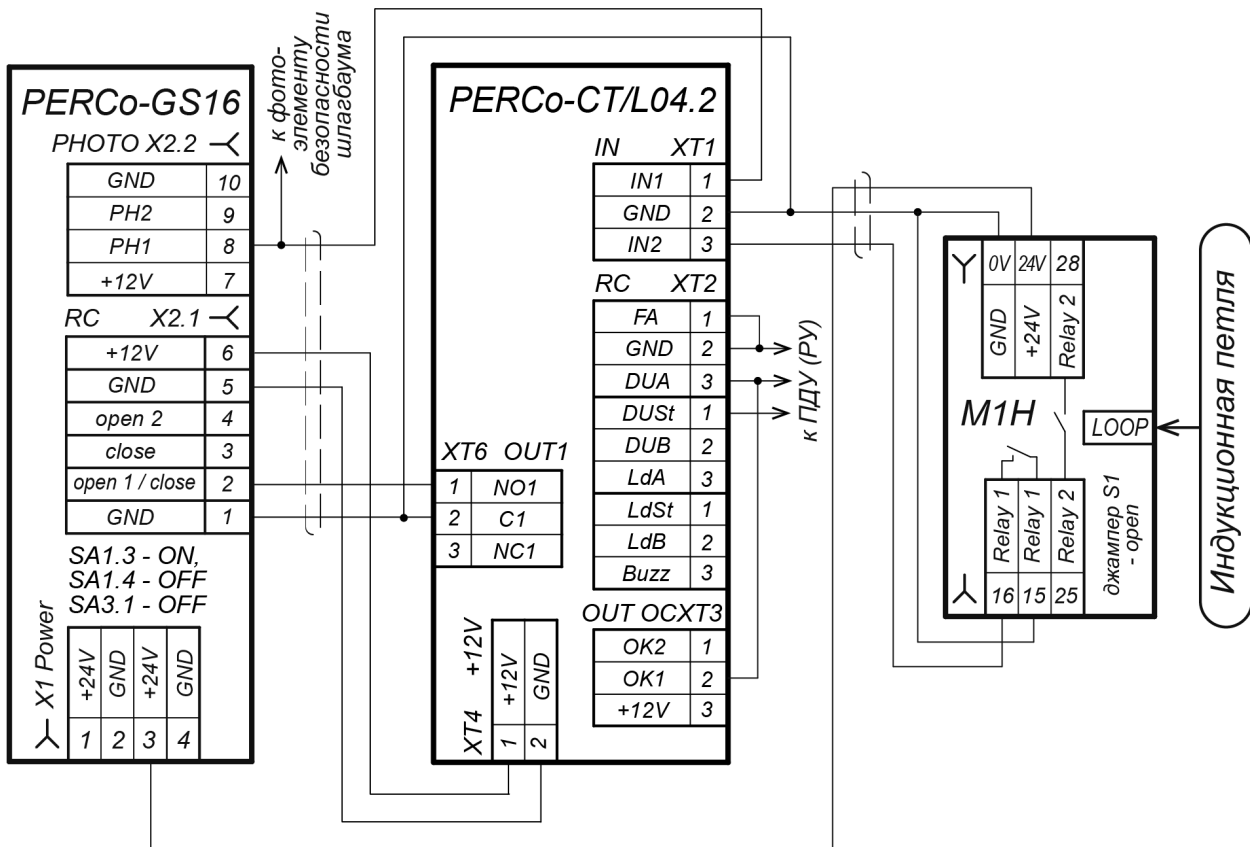 PERCo-GS16
PHOTO X2.2
GND 10
PH2 9
PH1 8
+12V 7
RC X2.1
+12V 6
GND 5
open 2 4
close 3
open 1 / close 2
GND 1
SA1.3 - ON,
SA1.4 - OFF
SA3.1 - OFF
X1 Power
+24V GND +24V GND
1 2 3 4
к фото-
элементу
безопасности
шлагбаума
PERCo-CT/L04.2
IN XT1
IN1 1
GND 2
IN2 3
RC XT2
FA 1
GND 2
DUA 3
DUSt 1
DUB 2
LdA 3
LdSt 1
LdB 2
Buzz 3
к ПДУ (РУ)
XT6 OUT1
1 NO1
2 C1
3 NC1
OUT OCXT3
OK2 1
OK1 2
+12V 3
XT4 +12V
+12V GND
1 2
0V 24V 28
GND +24V Relay 2
M1H
LOOP
Relay 1 Relay 1 Relay 2
16 15 25
джампер S1
- open
Индукционная петля